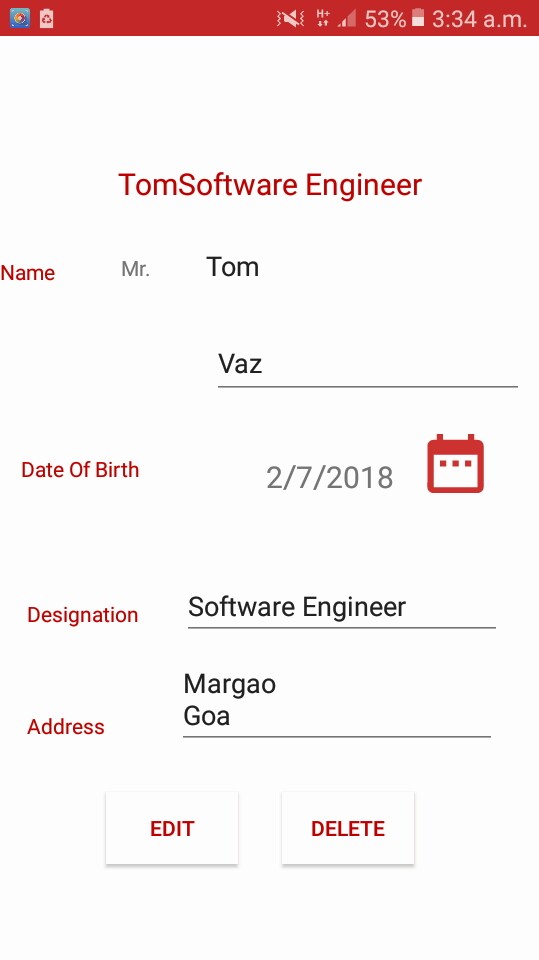 H+ 53% 3:34 a.m.
TomSoftware Engineer
Name Mr. Tom
Vaz
Date Of Birth 2/7/2018
Designation Software Engineer
Margao
Goa
Address
EDIT DELETE